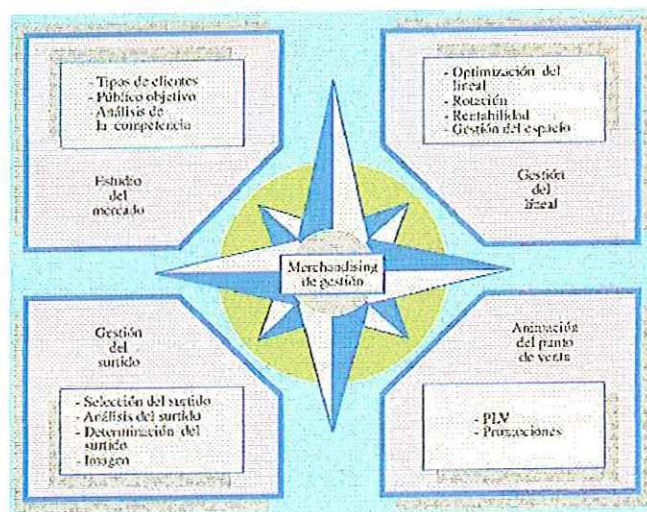 - Tipos de clientes
- Público objetivo
- Análisis de
la competencia
Estudio
del
mercado
- Optimización del
lineal
- Rotación
- Rentabilidad
- Gestión del espacio
Gestión
del
lineal
Merchandising
de gestión
Gestión
del
surtido
- Selección del surtido
- Análisis del surtido
- Determinación del
surtido
- Imagen
Animación
del punto
de venta
- PLV
- Promociones